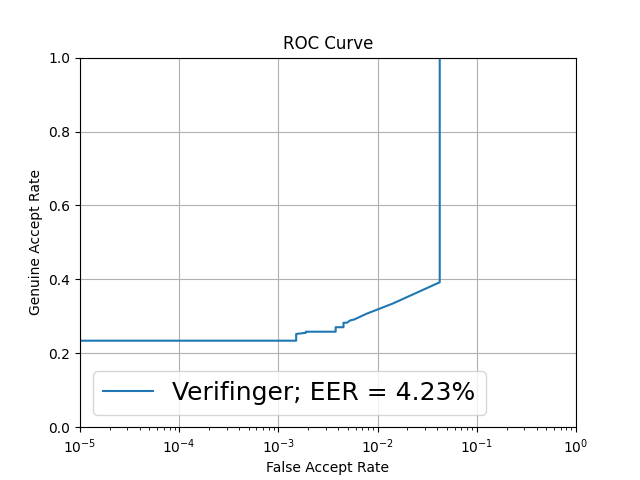 ROC Curve
Genuine Accept Rate
1.0
0.8
0.6
0.4
0.2
0.0
Verifinger; EER = 4.23%
10⁻⁵ 10⁻⁴ 10⁻³ 10⁻² 10⁻¹ 10⁰
False Accept Rate